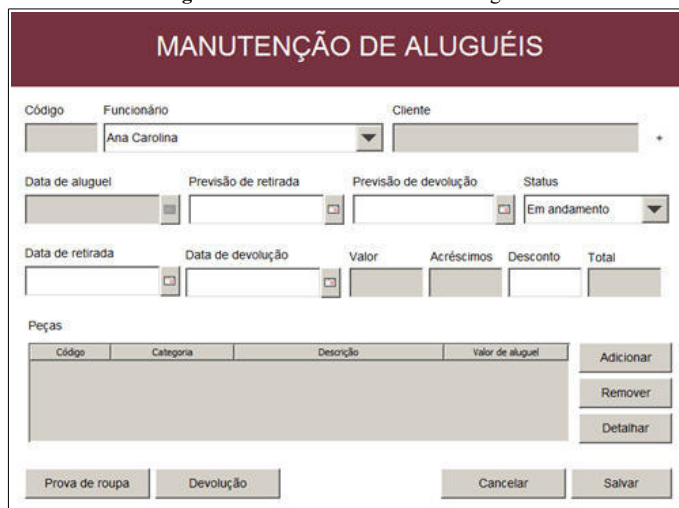 MANUTENÇÃO DE ALUGUÉIS
Código Funcionário Cliente
Ana Carolina +
Data de aluguel Previsão de retirada Previsão de devolução Status
Em andamento
Data de retirada Data de devolução Valor Acréscimos Desconto Total
Peças
Código Categoria Descrição Valor de aluguel
Adicionar
Remover
Detalhar
Prova de roupa Devolução Cancelar Salvar